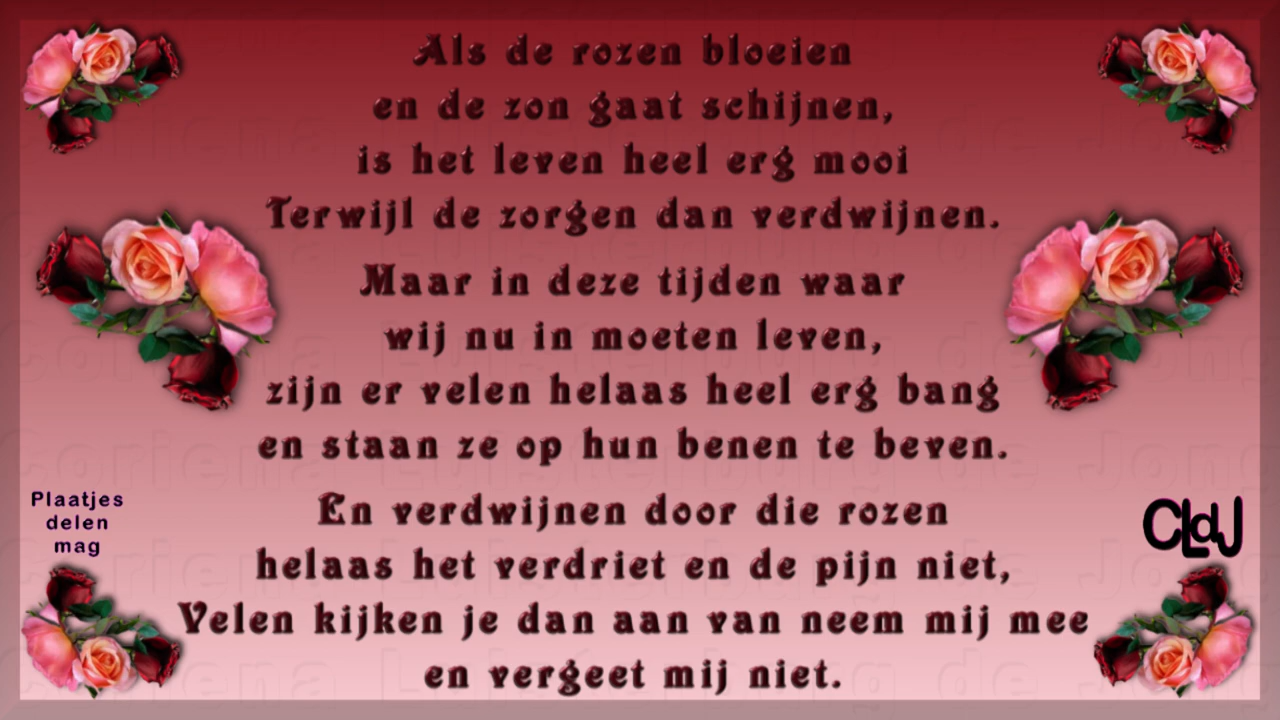 Als de rozen bloeien
en de zon gaat schijnen,
is het leven heel erg mooi
Terwijl de zorgen dan verdwijnen.
Maar in deze tijden waar
wij nu in moeten leven,
zijn er velen helaas heel erg bang
en staan ze op hun benen te beven.
En verdwijnen door die rozen
helaas het verdriet en de pijn niet,
Velen kijken je dan aan van neem mij mee
en vergeet mij niet.
Plaatjes
delen
mag
CLdJ